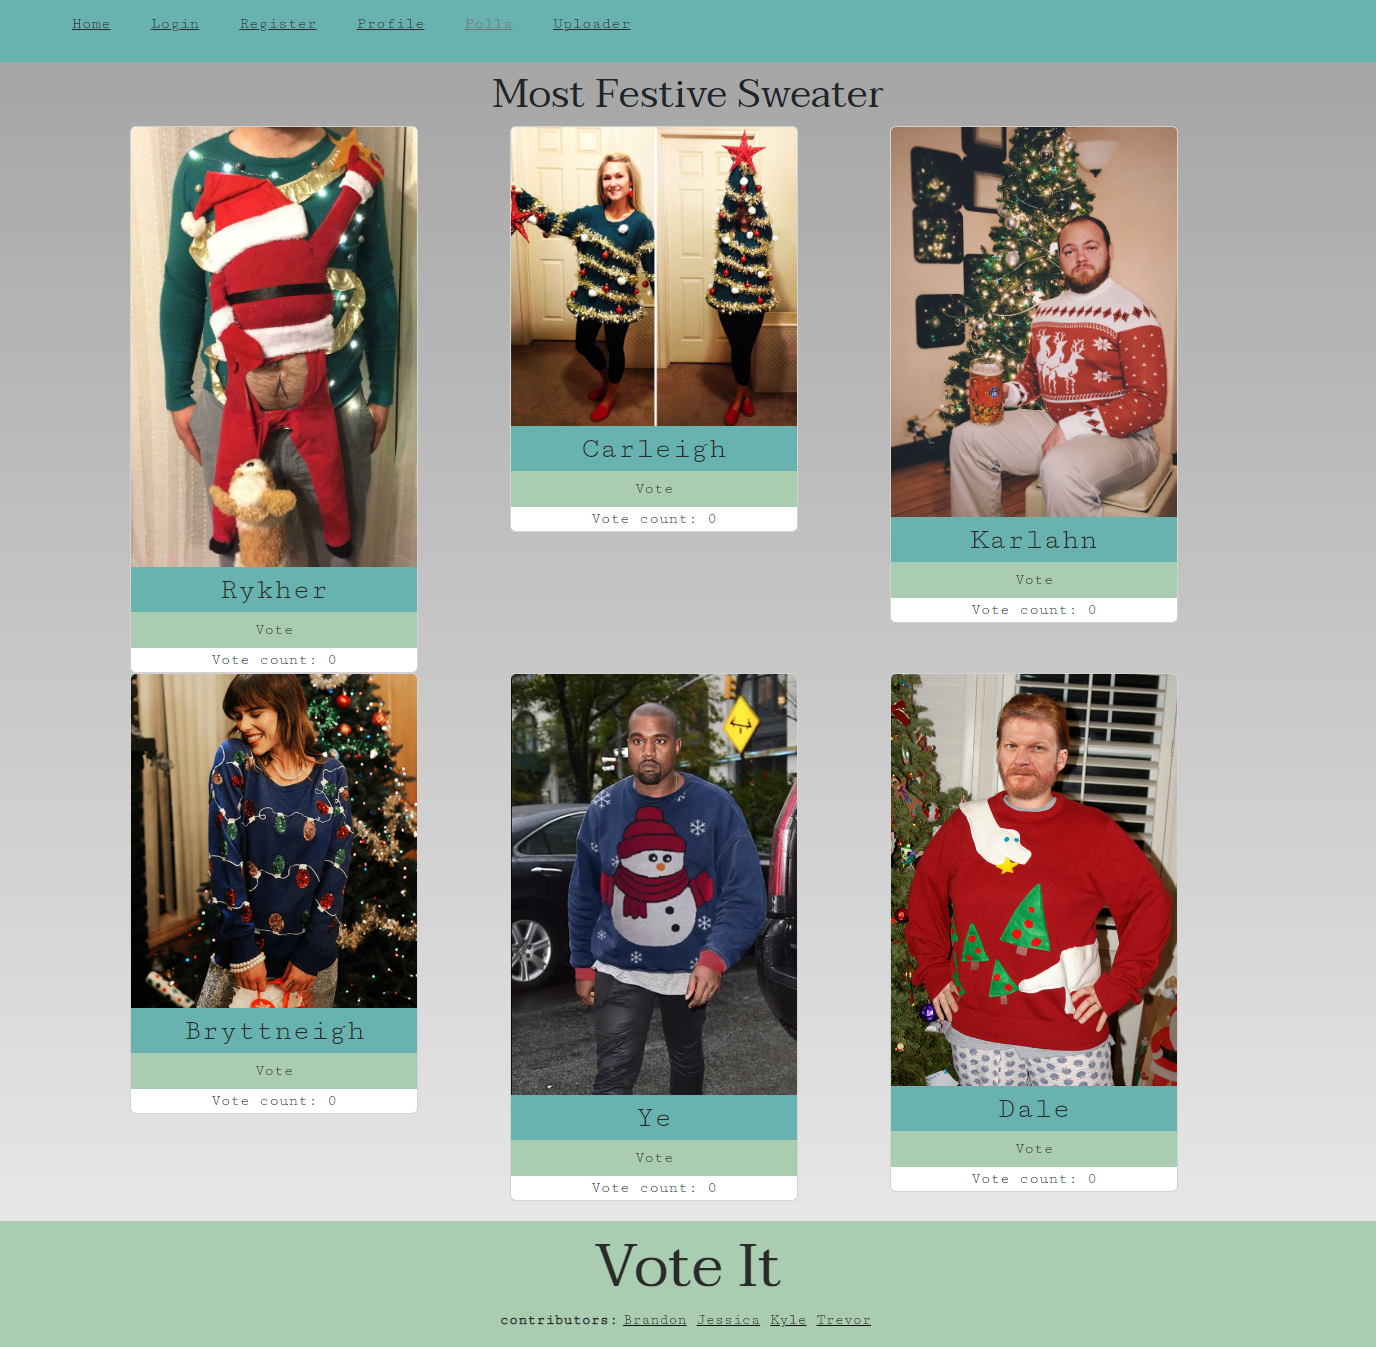 Home Login Register Profile Polls Uploader
Most Festive Sweater
Rykher
Vote
Vote count: 0
Carleigh
Vote
Vote count: 0
Karlahn
Vote
Vote count: 0
Bryttneigh
Vote
Vote count: 0
Ye
Vote
Vote count: 0
Dale
Vote
Vote count: 0
Vote It
contributors: Brandon Jessica Kyle Trevor